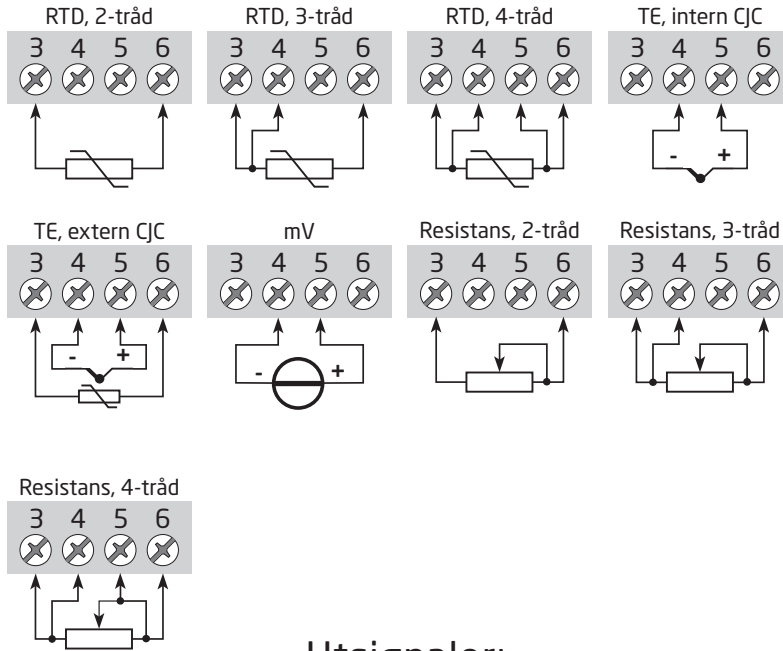 RTD, 2-tråd
3 4 5 6
RTD, 3-tråd
3 4 5 6
RTD, 4-tråd
3 4 5 6
TE, intern CJC
3 4 5 6
- +
TE, extern CJC
3 4 5 6
- +
mV
3 4 5 6
- +
Resistans, 2-tråd
3 4 5 6
Resistans, 3-tråd
3 4 5 6
Resistans, 4-tråd
3 4 5 6